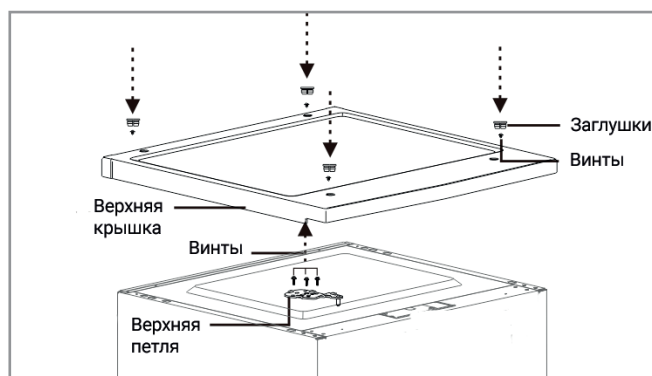 Заглушки
Винты
Верхняя
крышка
Винты
Верхняя
петля